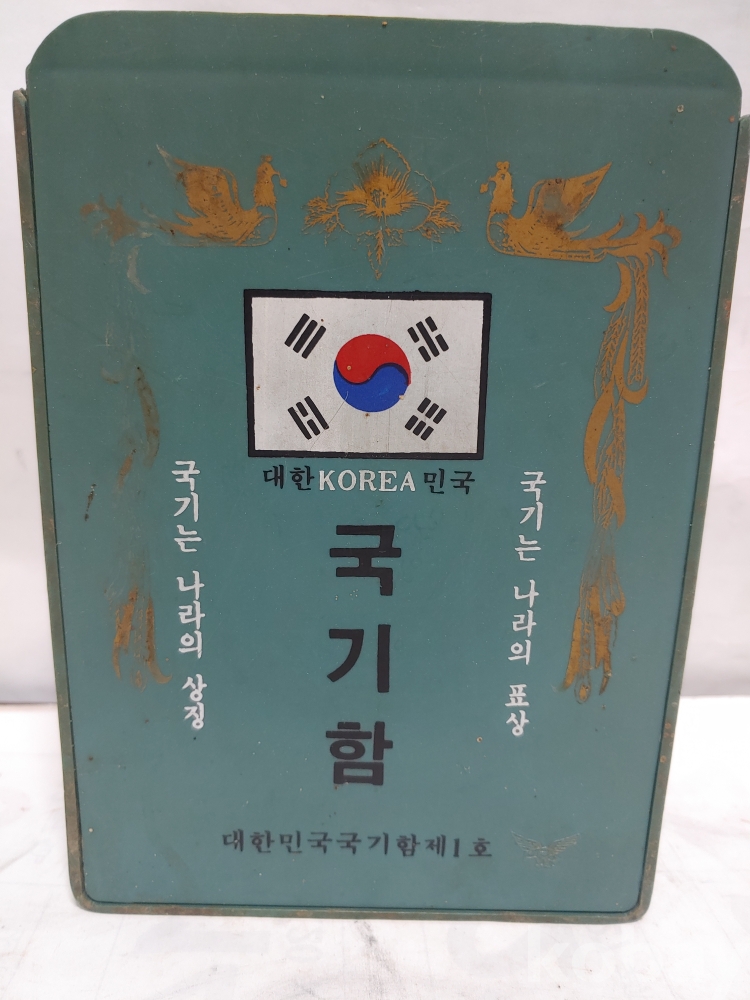 대한KOREA민국
국기는 나라의 상징
국기함
국기는 나라의 표상
대한민국국기함제1호